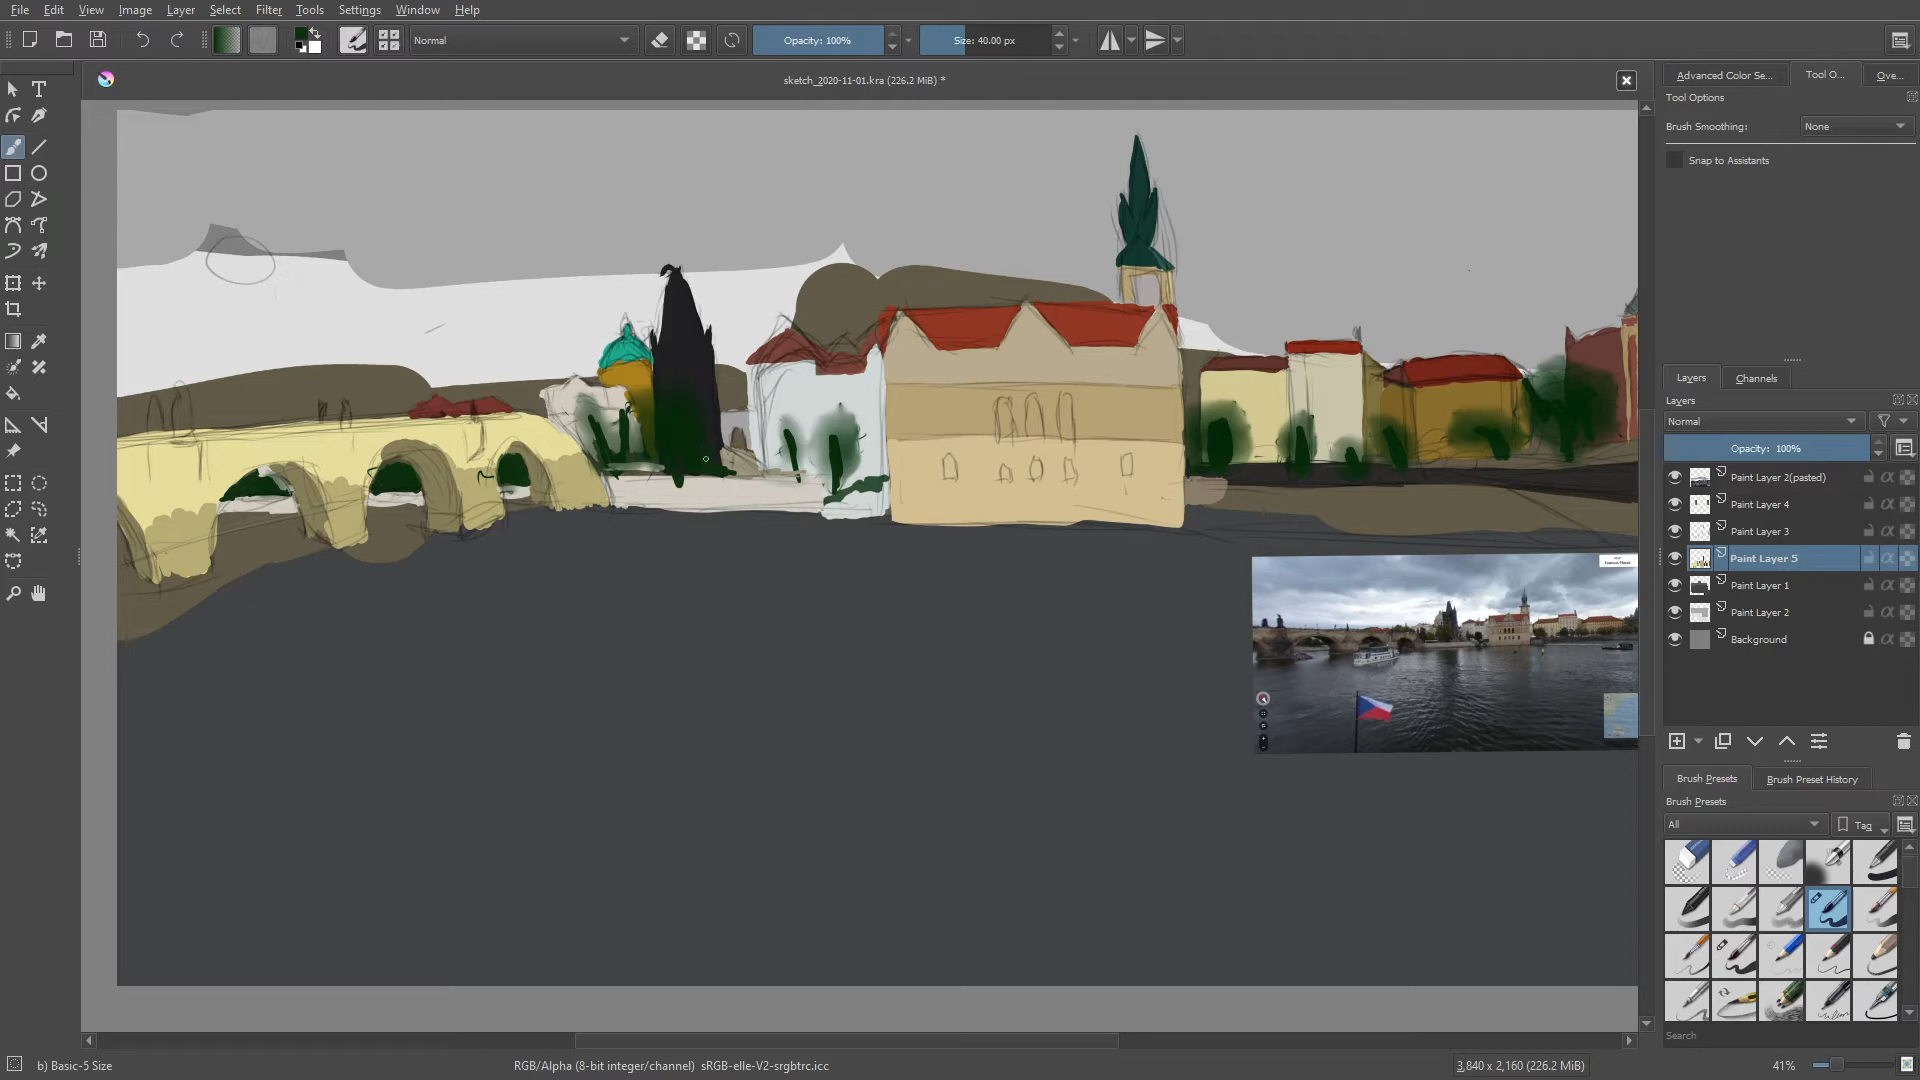 File Edit View Image Layer Select Filter Tools Settings Window Help
Normal
Opacity: 100%
Size: 40.00 px
sketch_2020-11-01.kra (226.2 MiB) *
Advanced Color Se...
Tool O...
Ove...
Tool Options
Brush Smoothing:
None
Snap to Assistants
Layers
Channels
Layers
Normal
Opacity: 100%
Paint Layer 2(pasted)
Paint Layer 4
Paint Layer 3
Paint Layer 5
Paint Layer 1
Paint Layer 2
Background
Brush Presets
Brush Preset History
Brush Presets
All
Tag
Search
b) Basic-5 Size
RGB/Alpha (8-bit integer/channel) sRGB-elle-V2-srgbtrc.icc
3,840 x 2,160 (226.2 MiB)
41%